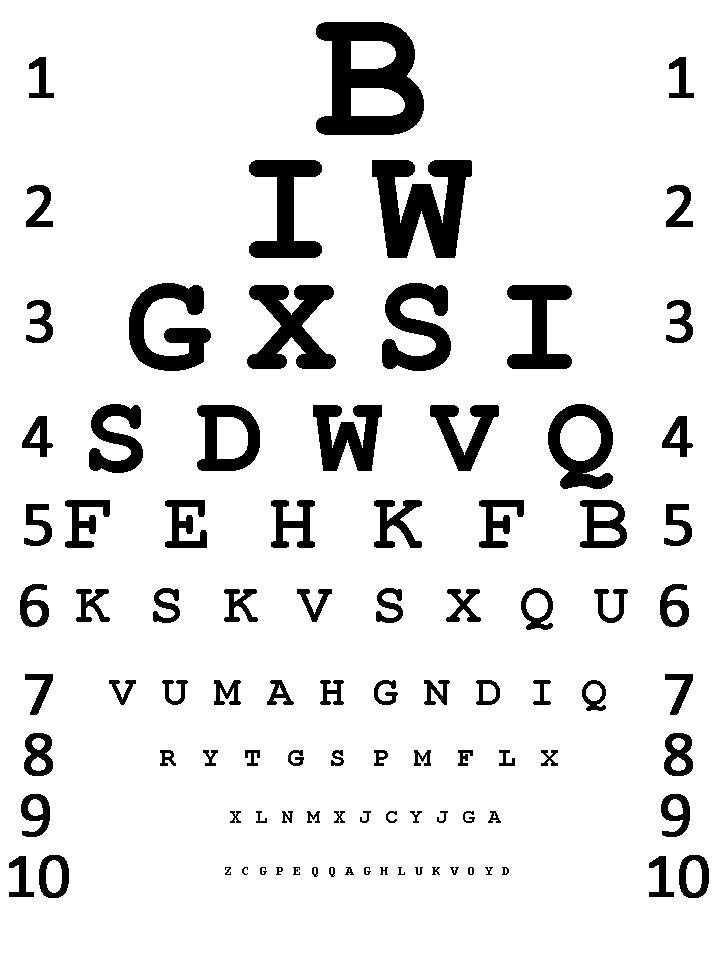 1 B 1
2 I W 2
3 G X S I 3
4 S D W V Q 4
5 F E H K F B 5
6 K S K V S X Q U 6
7 V U M A H G N D I Q 7
8 R Y T G S P M F L X 8
9 X L N M X J C Y J G A 9
10 Z C G P E Q Q A G H L U K V O Y D 10